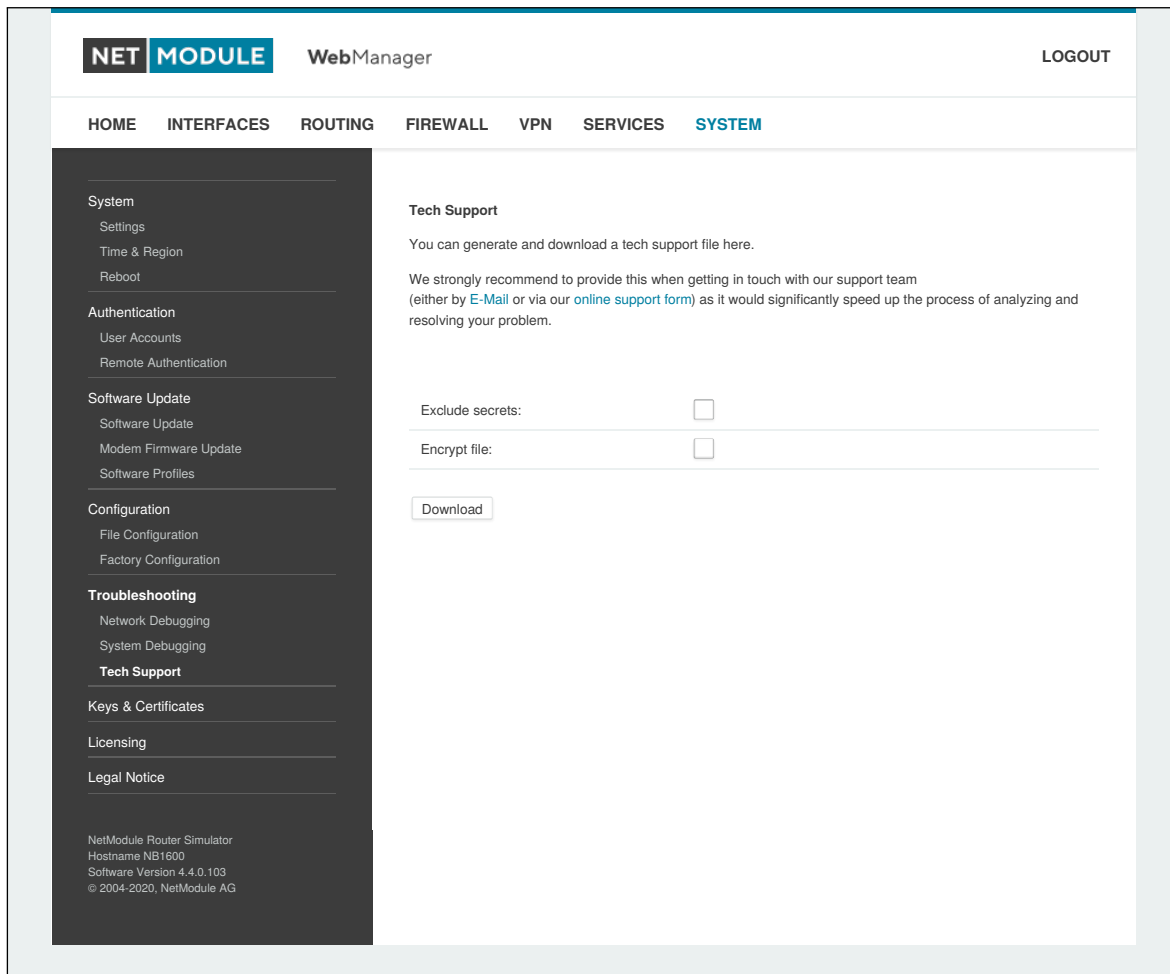 NET MODULE WebManager LOGOUT
HOME INTERFACES ROUTING FIREWALL VPN SERVICES SYSTEM
System
Settings
Time & Region
Reboot
Authentication
User Accounts
Remote Authentication
Software Update
Software Update
Modem Firmware Update
Software Profiles
Configuration
File Configuration
Factory Configuration
Troubleshooting
Network Debugging
System Debugging
Tech Support
Keys & Certificates
Licensing
Legal Notice
NetModule Router Simulator
Hostname NB1600
Software Version 4.4.0.103
© 2004-2020, NetModule AG
Tech Support
You can generate and download a tech support file here.
We strongly recommend to provide this when getting in touch with our support team
(either by E-Mail or via our online support form) as it would significantly speed up the process of analyzing and
resolving your problem.
Exclude secrets:
Encrypt file:
Download